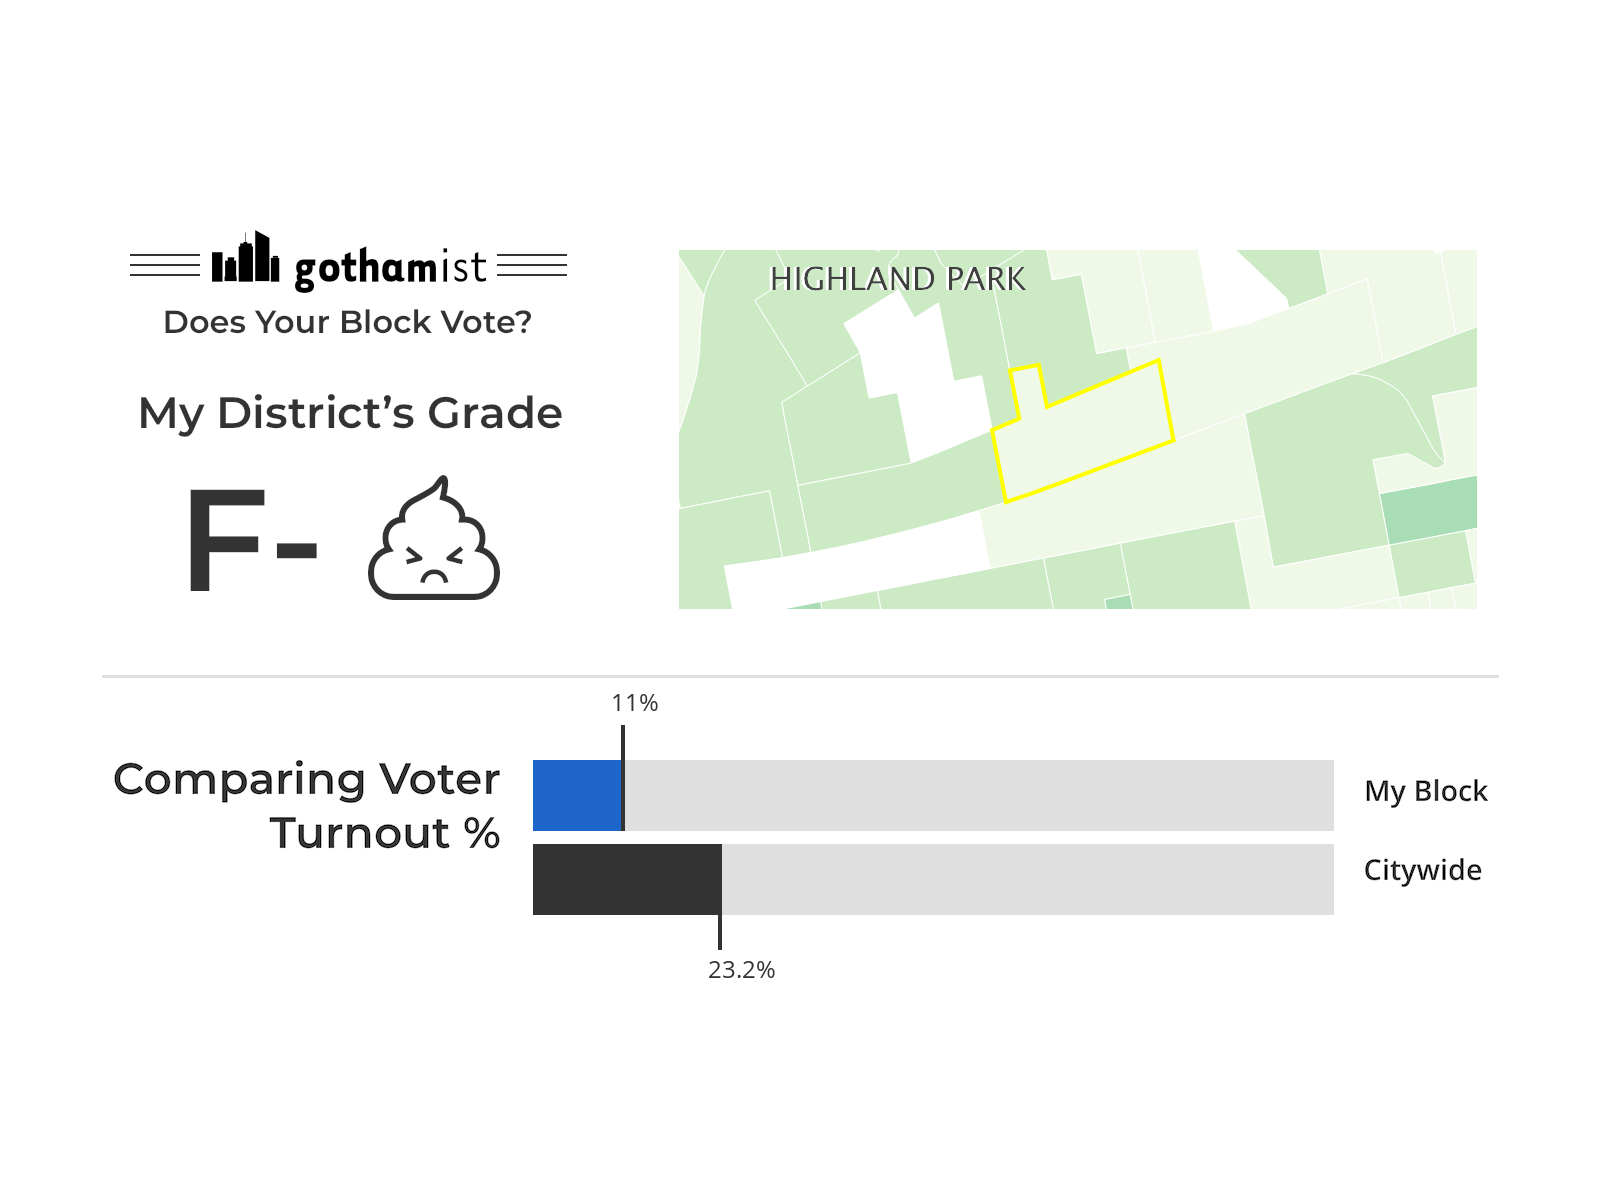 gothamist
Does Your Block Vote?
My District’s Grade
F-
HIGHLAND PARK
11%
Comparing Voter
Turnout %
My Block
Citywide
23.2%